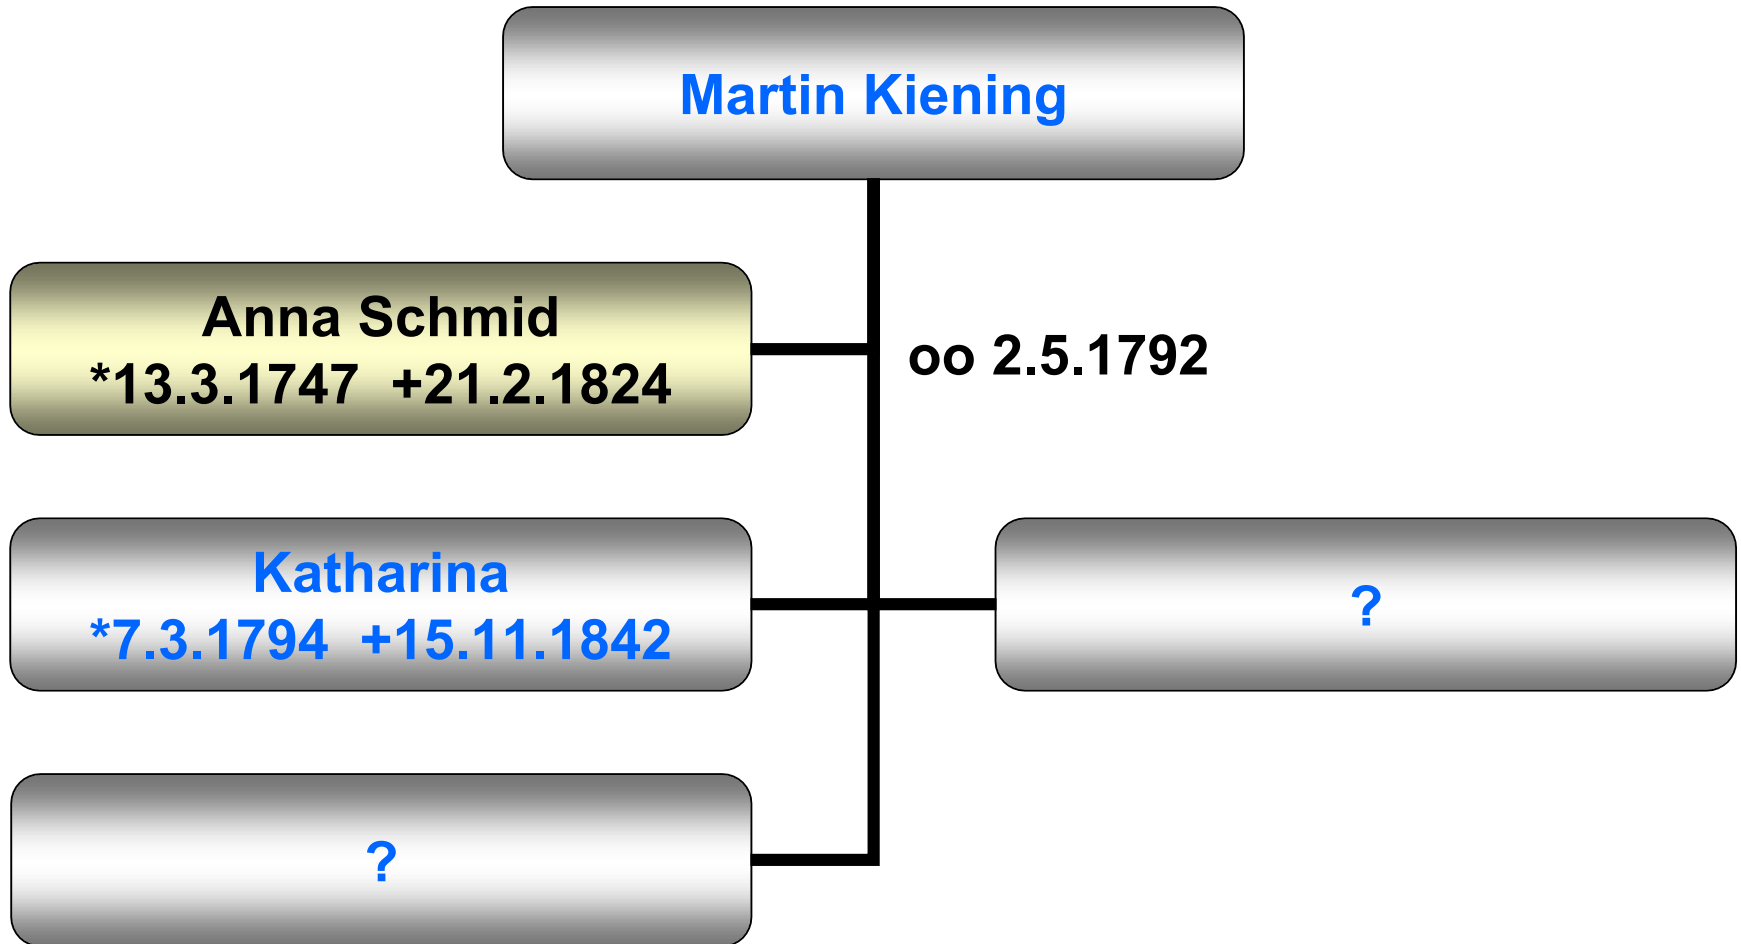 Martin Kiening
Anna Schmid
*13.3.1747 +21.2.1824
oo 2.5.1792
Katharina
*7.3.1794 +15.11.1842
?
?